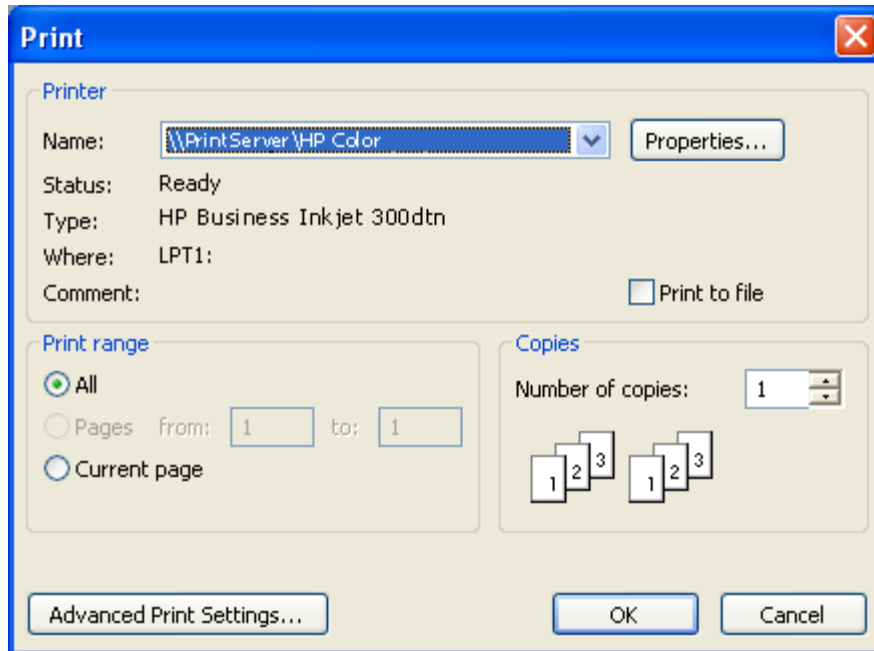 Print
Printer
Name: \\PrintServer\HP Color Properties...
Status: Ready
Type: HP Business Inkjet 300dtn
Where: LPT1:
Comment: Print to file
Print range
All
Pages from: 1 to: 1
Current page
Copies
Number of copies: 1
1 2 3 1 2 3
Advanced Print Settings... OK Cancel